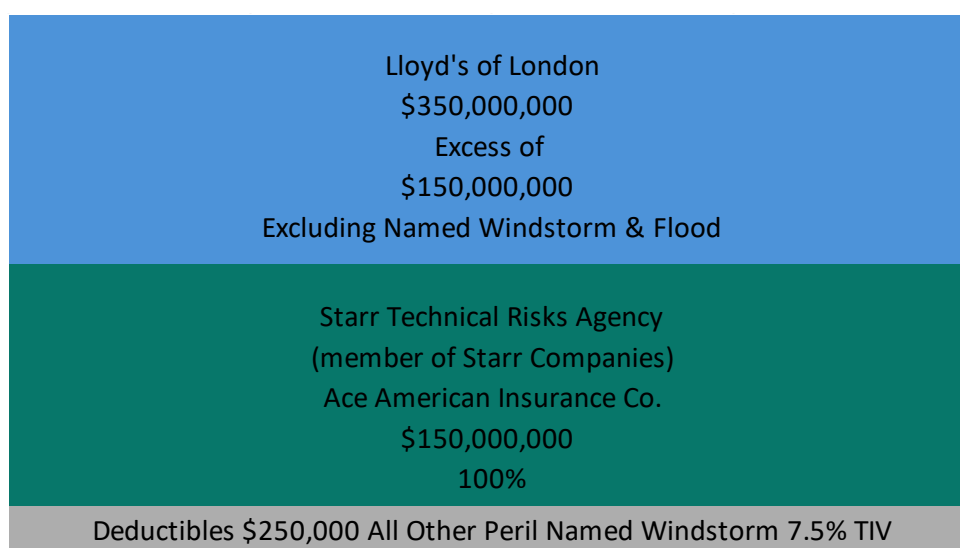 Lloyd's of London
$350,000,000
Excess of
$150,000,000
Excluding Named Windstorm & Flood
Starr Technical Risks Agency
(member of Starr Companies)
Ace American Insurance Co.
$150,000,000
100%
Deductibles $250,000 All Other Peril Named Windstorm 7.5% TIV